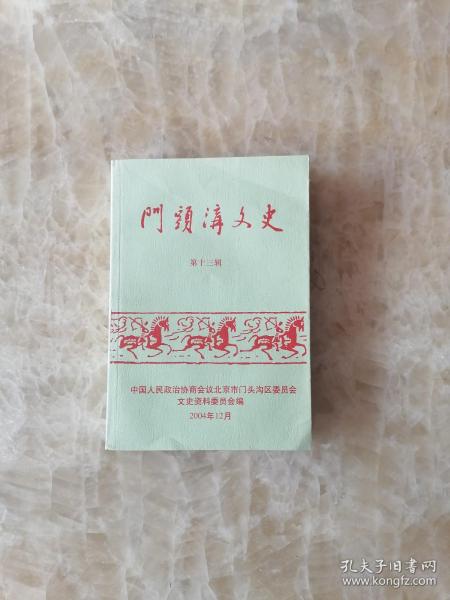 門頭溝文史
第十三辑
中国人民政治协商会议北京市门头沟区委员会
文史资料委员会编
2004年12月
孔夫子旧书网
www.kongfz.com